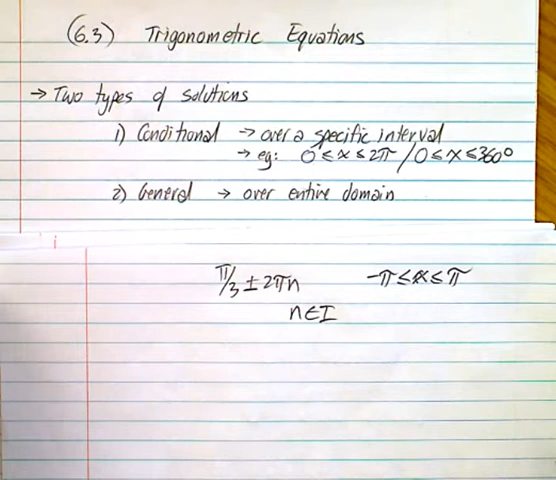 (6.3) Trigonometric Equations
→ Two types of solutions
1) Conditional → over a specific interval
→ eg: 0 ≤ x ≤ 2π / 0 ≤ x ≤ 360°
2) General → over entire domain
π/3 ± 2πn -π ≤ x ≤ π
n ∈ I